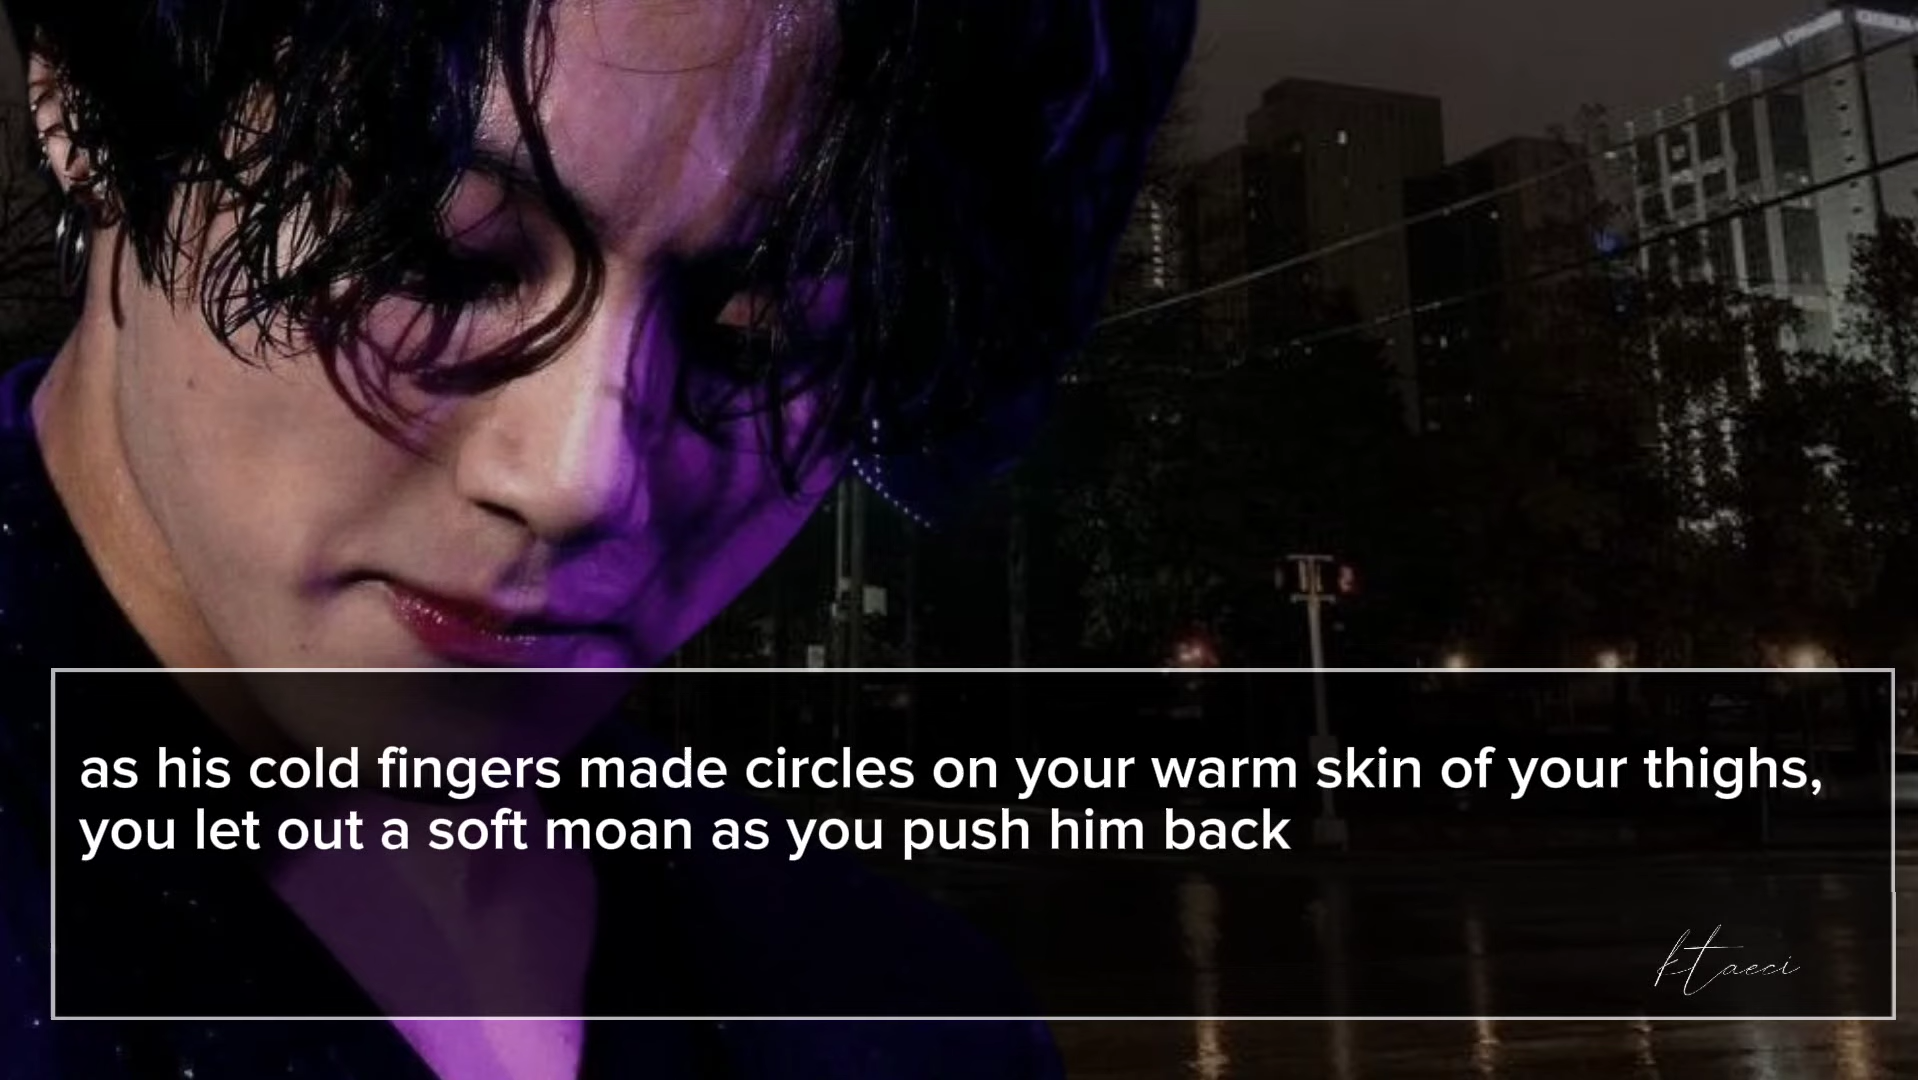 as his cold fingers made circles on your warm skin of your thighs,
you let out a soft moan as you push him back
ktaeci